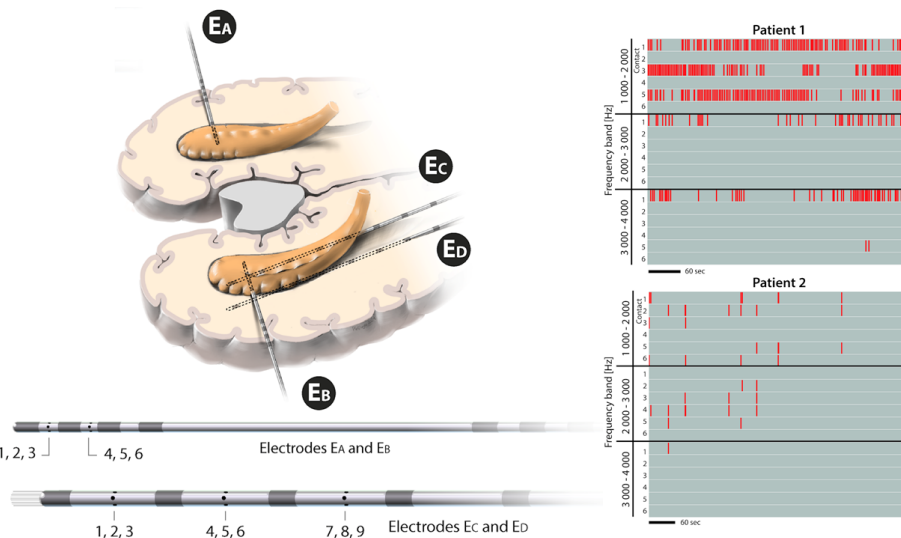 EA
EC
ED
EB
1, 2, 3
4, 5, 6
Electrodes EA and EB
1, 2, 3
4, 5, 6
7, 8, 9
Electrodes EC and ED
Patient 1
Frequency band [Hz]
Contact
1 000 - 2 000
1
2
3
4
5
6
2 000 - 3 000
1
2
3
4
5
6
3 000 - 4 000
1
2
3
4
5
6
60 sec
Patient 2
Frequency band [Hz]
Contact
1 000 - 2 000
1
2
3
4
5
6
2 000 - 3 000
1
2
3
4
5
6
3 000 - 4 000
1
2
3
4
5
6
60 sec